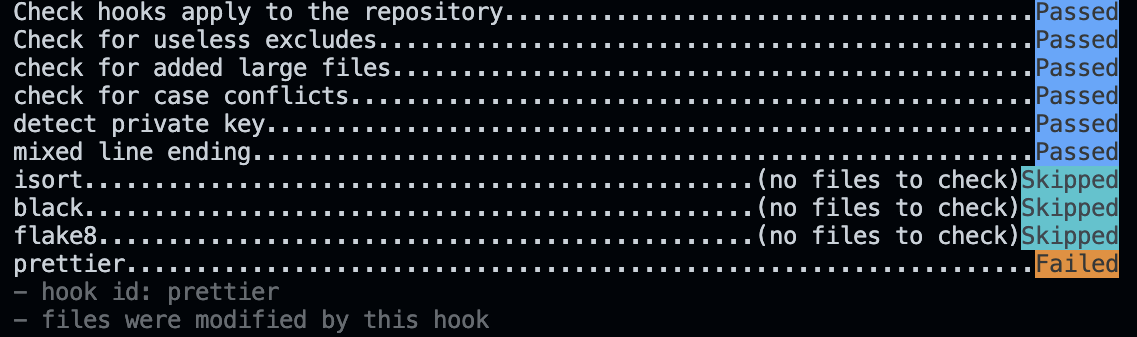 Check hooks apply to the repository......................................Passed
Check for useless excludes...............................................Passed
check for added large files..............................................Passed
check for case conflicts.................................................Passed
detect private key.......................................................Passed
mixed line ending........................................................Passed
isort................................................(no files to check)Skipped
black................................................(no files to check)Skipped
flake8...............................................(no files to check)Skipped
prettier.................................................................Failed
- hook id: prettier
- files were modified by this hook